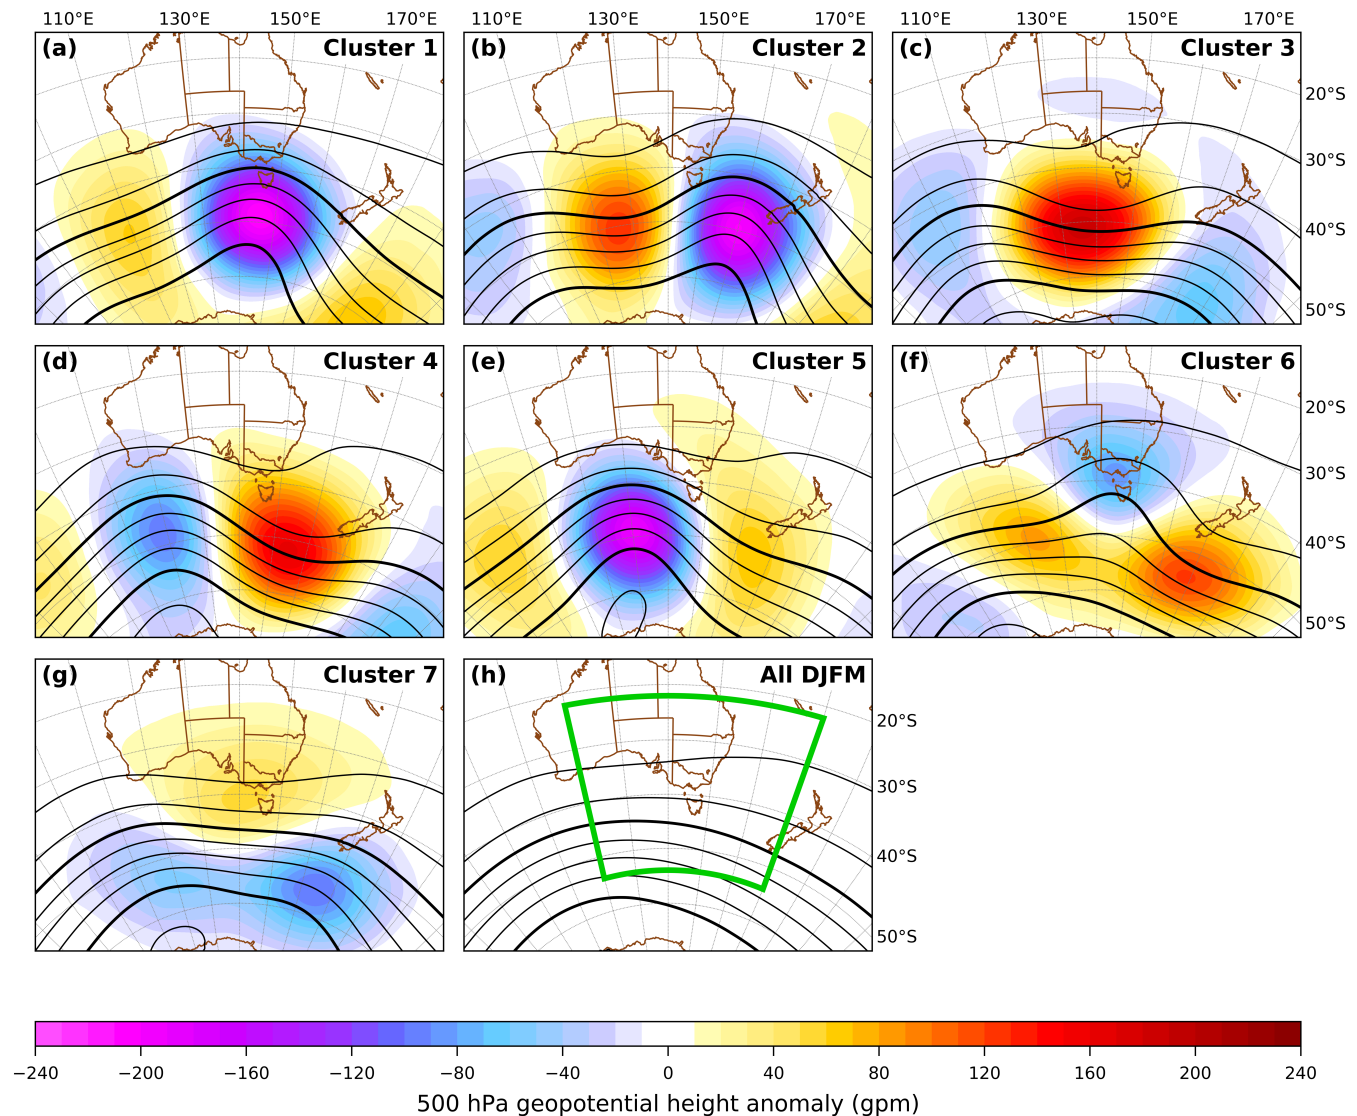 110°E 130°E 150°E 170°E 110°E 130°E 150°E 170°E 110°E 130°E 150°E 170°E
(a) Cluster 1 (b) Cluster 2 (c) Cluster 3
20°S
30°S
40°S
50°S
(d) Cluster 4 (e) Cluster 5 (f) Cluster 6
20°S
30°S
40°S
50°S
(g) Cluster 7 (h) All DJFM
20°S
30°S
40°S
50°S
−240 −200 −160 −120 −80 −40 0 40 80 120 160 200 240
500 hPa geopotential height anomaly (gpm)